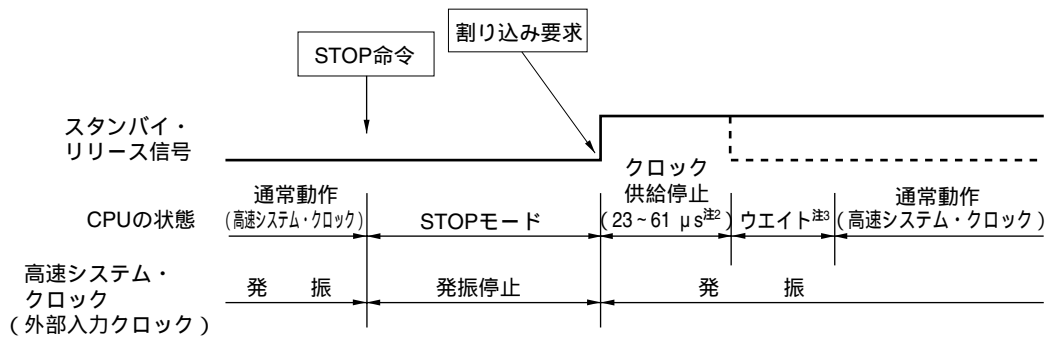 STOP命令
割り込み要求
スタンバイ・
リリース信号
クロック
供給停止
(23~61 μs注2)
通常動作
(高速システム・クロック)
CPUの状態
STOPモード
ウエイト注3
通常動作
(高速システム・クロック)
高速システム・
クロック
(外部入力クロック)
発 振
発振停止
発 振